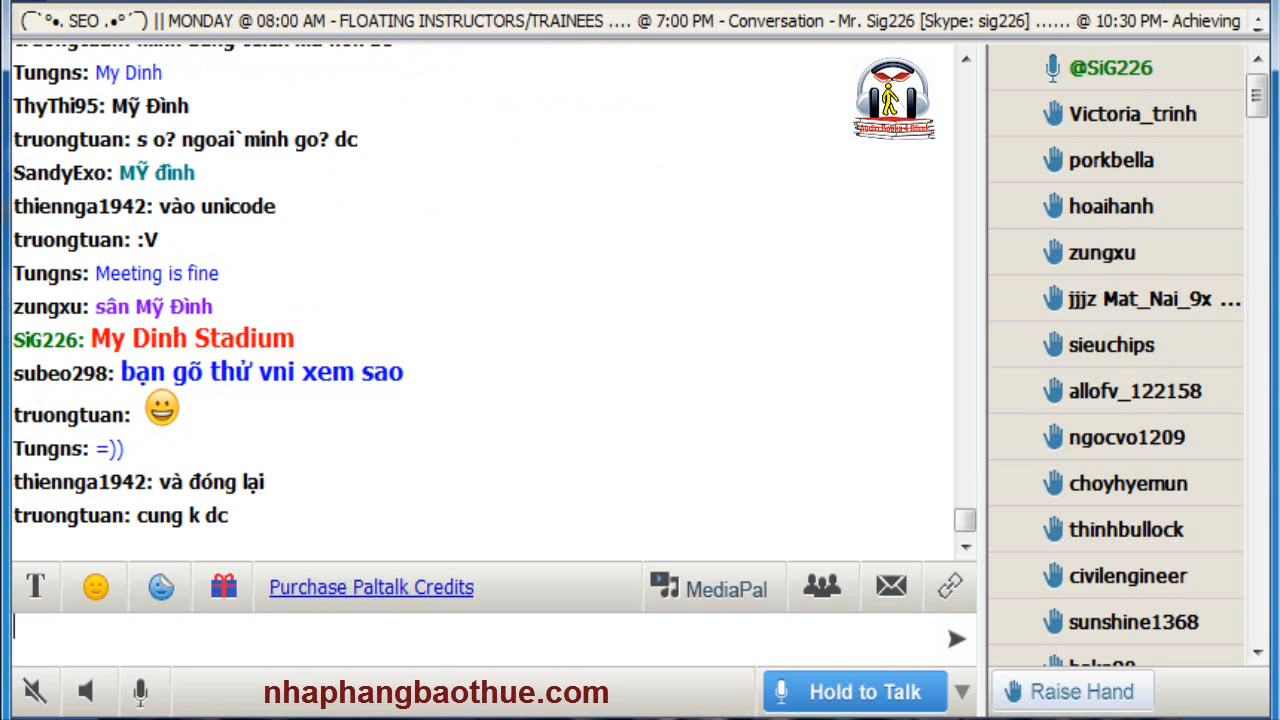 (¯`°•. SEO .•°´¯) || MONDAY @ 08:00 AM - FLOATING INSTRUCTORS/TRAINEES .... @ 7:00 PM - Conversation - Mr. Sig226 [Skype: sig226] ...... @ 10:30 PM- Achieving
Tungns: My Dinh
ThyThi95: Mỹ Đình
truongtuan: s o? ngoai`minh go? dc
SandyExo: MỸ đình
thiennga1942: vào unicode
truongtuan: :V
Tungns: Meeting is fine
zungxu: sân Mỹ Đình
SiG226: My Dinh Stadium
subeo298: bạn gõ thử vni xem sao
truongtuan:
Tungns: =))
thiennga1942: và đóng lại
truongtuan: cung k dc
Audio Books 4 Blind
T
Purchase Paltalk Credits
MediaPal
nhaphangbaothue.com
Hold to Talk
@SiG226
Victoria_trinh
porkbella
hoaihanh
zungxu
jjjz Mat_Nai_9x ...
sieuchips
allofv_122158
ngocvo1209
choyhyemun
thinhbullock
civilengineer
sunshine1368
Raise Hand